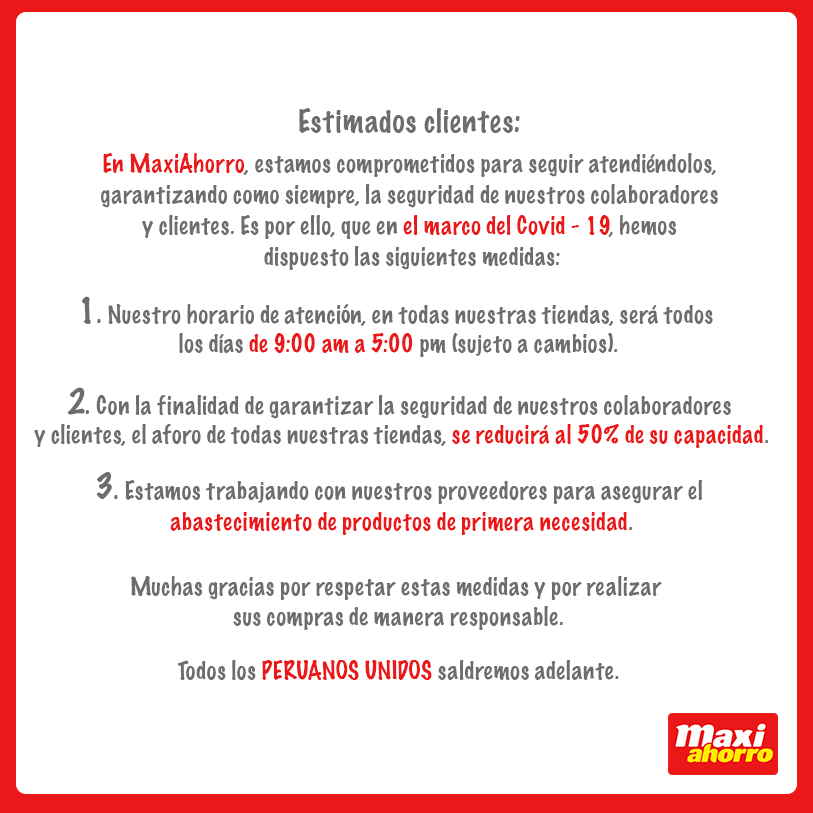 Estimados clientes:
En MaxiAhorro, estamos comprometidos para seguir atendiéndolos,
garantizando como siempre, la seguridad de nuestros colaboradores
y clientes. Es por ello, que en el marco del Covid - 19, hemos
dispuesto las siguientes medidas:
1. Nuestro horario de atención, en todas nuestras tiendas, será todos
los días de 9:00 am a 5:00 pm (sujeto a cambios).
2. Con la finalidad de garantizar la seguridad de nuestros colaboradores
y clientes, el aforo de todas nuestras tiendas, se reducirá al 50% de su capacidad.
3. Estamos trabajando con nuestros proveedores para asegurar el
abastecimiento de productos de primera necesidad.
Muchas gracias por respetar estas medidas y por realizar
sus compras de manera responsable.
Todos los PERUANOS UNIDOS saldremos adelante.
maxi
ahorro